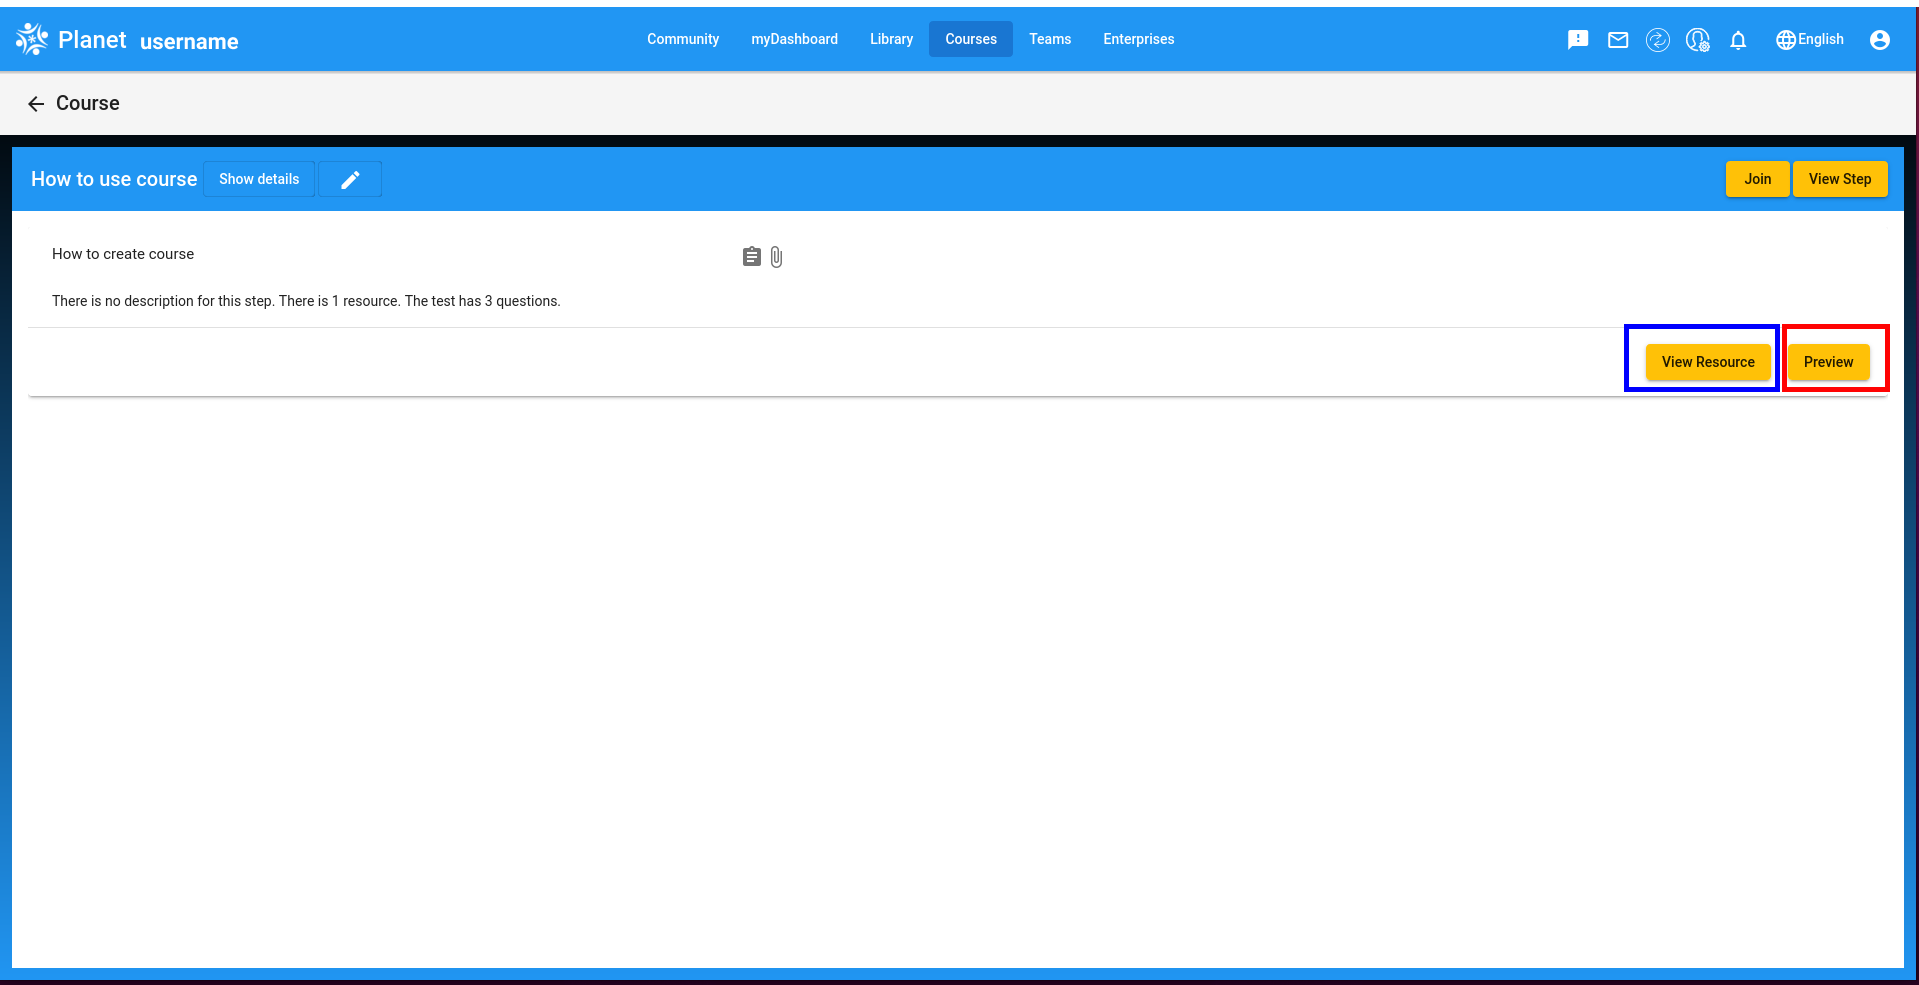 Planet username Community myDashboard Library Courses Teams Enterprises English
Course
How to use course Show details Join View Step
How to create course
There is no description for this step. There is 1 resource. The test has 3 questions.
View Resource Preview